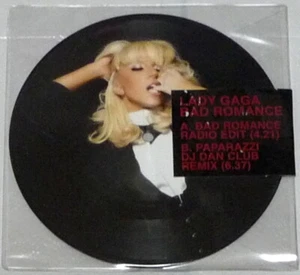 LADY GAGA
BAD ROMANCE
A. BAD ROMANCE
RADIO EDIT (4.21)
B. PAPARAZZI
DJ DAN CLUB
REMIX (6.37)